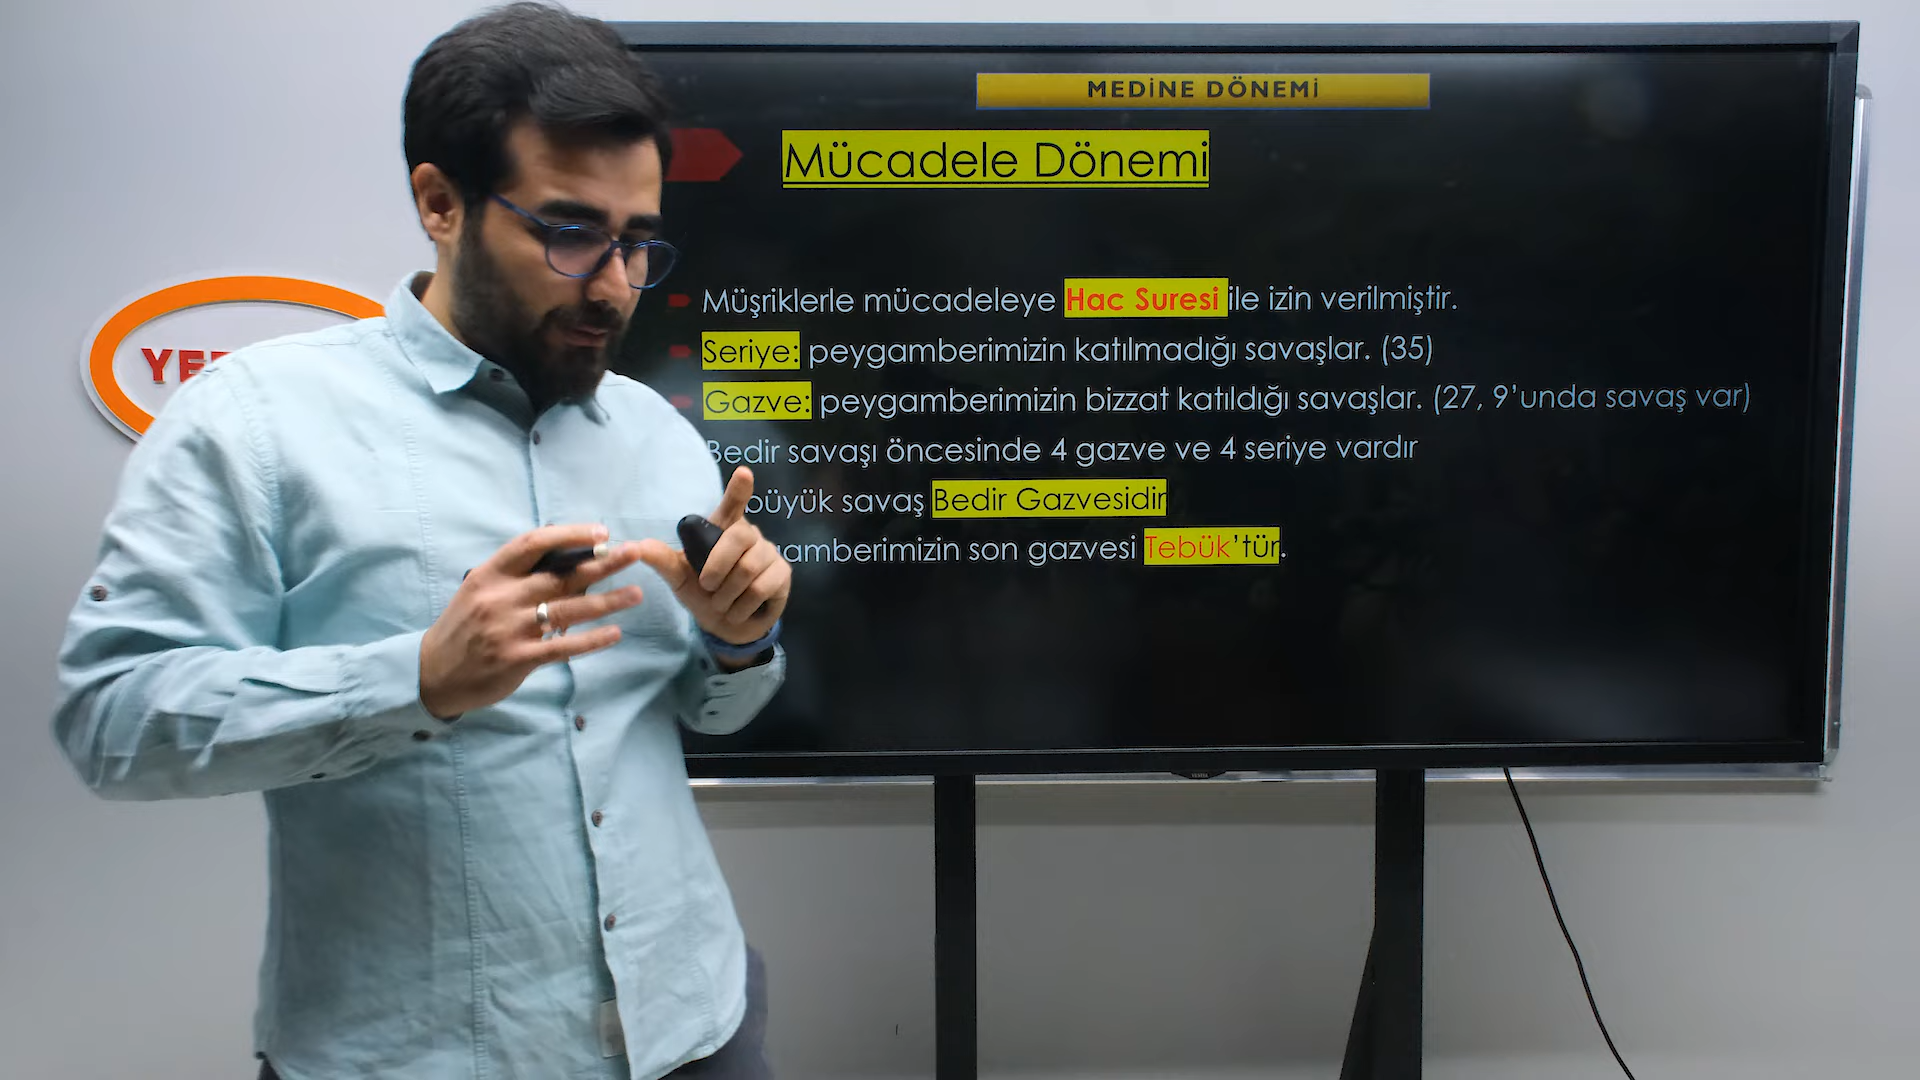 MEDİNE DÖNEMİ
Mücadele Dönemi
Müşriklerle mücadeleye Hac Suresi ile izin verilmiştir.
Seriye: peygamberimizin katılmadığı savaşlar. (35)
Gazve: peygamberimizin bizzat katıldığı savaşlar. (27, 9’unda savaş var)
Bedir savaşı öncesinde 4 gazve ve 4 seriye vardır
büyük savaş Bedir Gazvesidir
son gazvesi Tebük’tür.